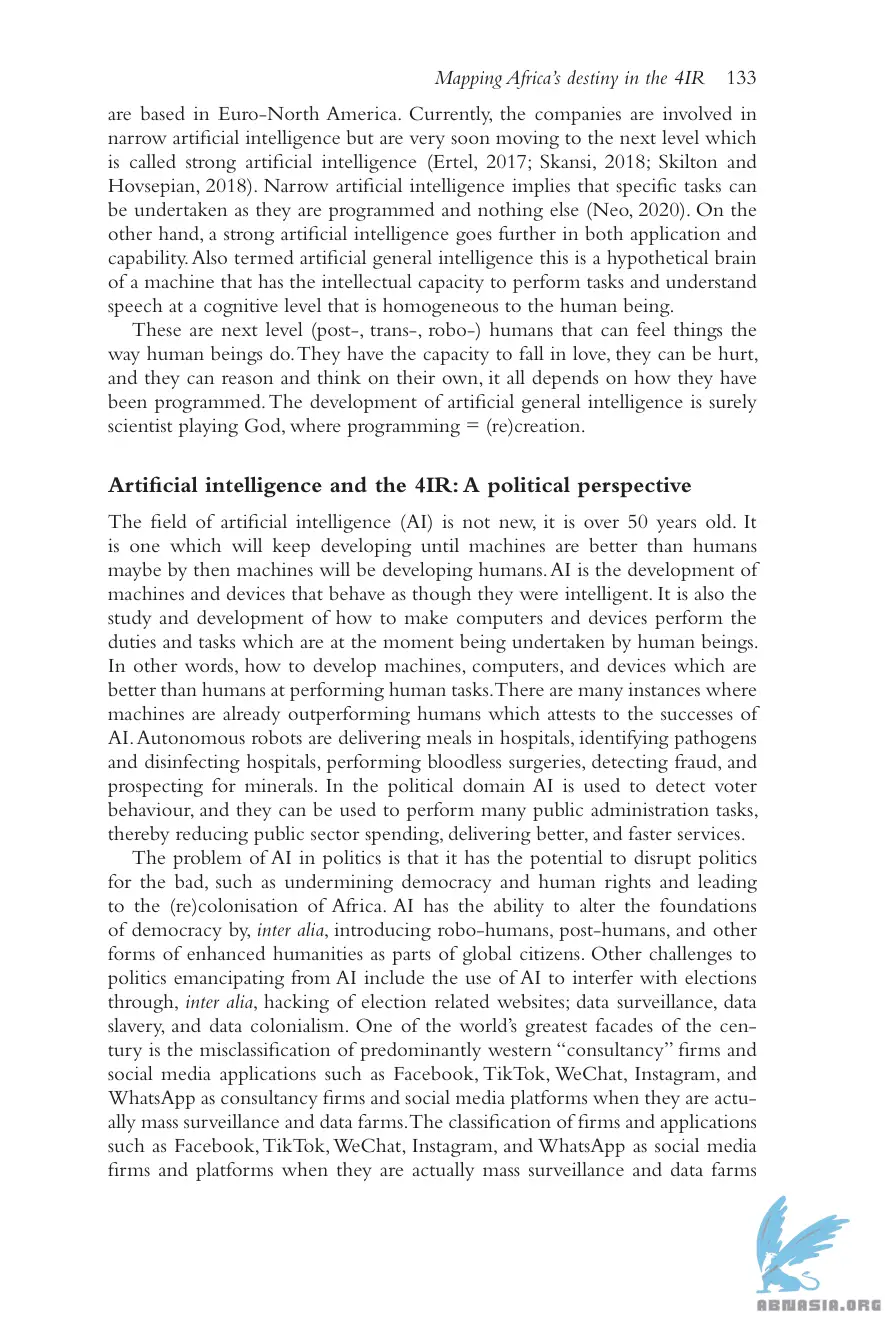 Mapping Africa's destiny in the 4IR 133
are based in Euro-North America. Currently, the companies are involved in
narrow artificial intelligence but are very soon moving to the next level which
is called strong artificial intelligence (Ertel, 2017; Skansi, 2018; Skilton and
Hovsepian, 2018). Narrow artificial intelligence implies that specific tasks can
be undertaken as they are programmed and nothing else (Neo, 2020). On the
other hand, a strong artificial intelligence goes further in both application and
capability. Also termed artificial general intelligence this is a hypothetical brain
of a machine that has the intellectual capacity to perform tasks and understand
speech at a cognitive level that is homogeneous to the human being.
These are next level (post-, trans-, robo-) humans that can feel things the
way human beings do. They have the capacity to fall in love, they can be hurt,
and they can reason and think on their own, it all depends on how they have
been programmed. The development of artificial general intelligence is surely
scientist playing God, where programming = (re)creation.
Artificial intelligence and the 4IR: A political perspective
The field of artificial intelligence (AI) is not new, it is over 50 years old. It
is one which will keep developing until machines are better than humans
maybe by then machines will be developing humans. AI is the development of
machines and devices that behave as though they were intelligent. It is also the
study and development of how to make computers and devices perform the
duties and tasks which are at the moment being undertaken by human beings.
In other words, how to develop machines, computers, and devices which are
better than humans at performing human tasks. There are many instances where
machines are already outperforming humans which attests to the successes of
AI. Autonomous robots are delivering meals in hospitals, identifying pathogens
and disinfecting hospitals, performing bloodless surgeries, detecting fraud, and
prospecting for minerals. In the political domain AI is used to detect voter
behaviour, and they can be used to perform many public administration tasks,
thereby reducing public sector spending, delivering better, and faster services.
The problem of AI in politics is that it has the potential to disrupt politics
for the bad, such as undermining democracy and human rights and leading
to the (re)colonisation of Africa. AI has the ability to alter the foundations
of democracy by, inter alia, introducing robo-humans, post-humans, and other
forms of enhanced humanities as parts of global citizens. Other challenges to
politics emancipating from AI include the use of AI to interfer with elections
through, inter alia, hacking of election related websites; data surveillance, data
slavery, and data colonialism. One of the world's greatest facades of the cen-
tury is the misclassification of predominantly western "consultancy" firms and
social media applications such as Facebook, TikTok, WeChat, Instagram, and
WhatsApp as consultancy firms and social media platforms when they are actu-
ally mass surveillance and data farms. The classification of firms and applications
such as Facebook, TikTok, WeChat, Instagram, and WhatsApp as social media
firms and platforms when they are actually mass surveillance and data farms
ABNASIA.ORG